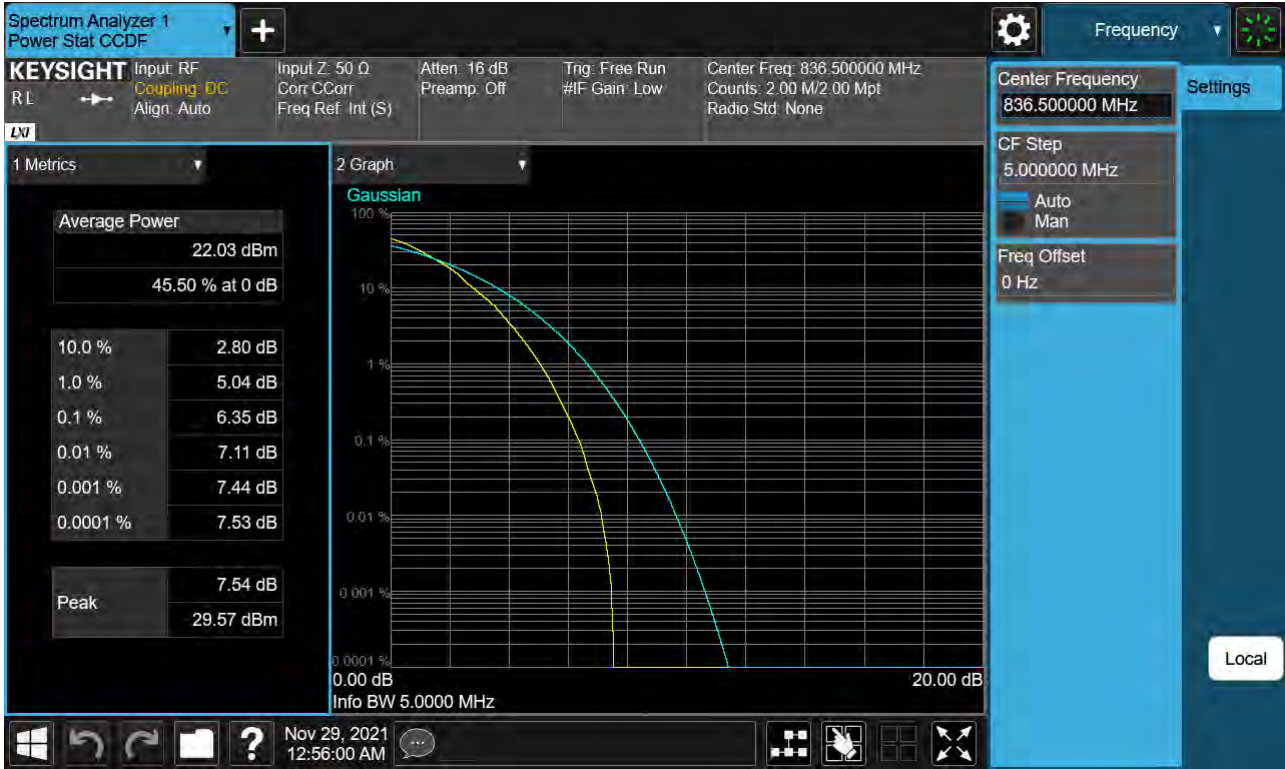 Spectrum Analyzer 1
Power Stat CCDF
Frequency
KEYSIGHT
R L
LXI
Input: RF
Coupling: DC
Align: Auto
Input Z: 50 Ω
Corr CCorr
Freq Ref: Int (S)
Atten: 16 dB
Preamp: Off
Trig: Free Run
#IF Gain: Low
Center Freq: 836.500000 MHz
Counts: 2.00 M/2.00 Mpt
Radio Std: None
Center Frequency
836.500000 MHz
Settings
CF Step
5.000000 MHz
Auto
Man
Freq Offset
0 Hz
Local
1 Metrics
Average Power
22.03 dBm
45.50 % at 0 dB
10.0 % 2.80 dB
1.0 % 5.04 dB
0.1 % 6.35 dB
0.01 % 7.11 dB
0.001 % 7.44 dB
0.0001 % 7.53 dB
Peak 7.54 dB
29.57 dBm
2 Graph
Gaussian
100 %
10 %
1 %
0.1 %
0.01 %
0.001 %
0.0001 %
0.00 dB 20.00 dB
Info BW 5.0000 MHz
? Nov 29, 2021
12:56:00 AM